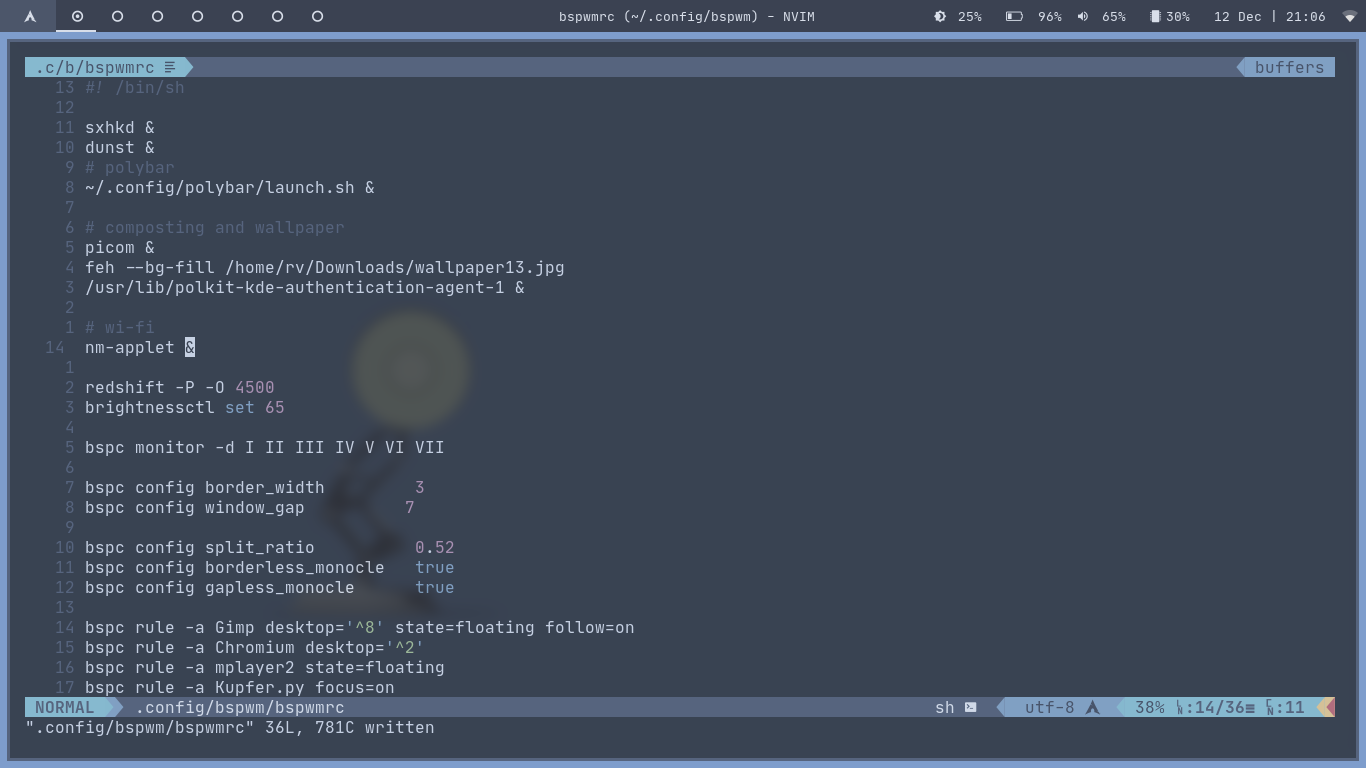 bspwmrc (~/.config/bspwm) - NVIM 25% 96% 65% 30% 12 Dec | 21:06
.c/b/bspwmrc buffers
13 #! /bin/sh
12
11 sxhkd &
10 dunst &
9 # polybar
8 ~/.config/polybar/launch.sh &
7
6 # composting and wallpaper
5 picom &
4 feh --bg-fill /home/rv/Downloads/wallpaper13.jpg
3 /usr/lib/polkit-kde-authentication-agent-1 &
2
1 # wi-fi
14 nm-applet &
1
2 redshift -P -O 4500
3 brightnessctl set 65
4
5 bspc monitor -d I II III IV V VI VII
6
7 bspc config border_width 3
8 bspc config window_gap 7
9
10 bspc config split_ratio 0.52
11 bspc config borderless_monocle true
12 bspc config gapless_monocle true
13
14 bspc rule -a Gimp desktop='^8' state=floating follow=on
15 bspc rule -a Chromium desktop='^2'
16 bspc rule -a mplayer2 state=floating
17 bspc rule -a Kupfer.py focus=on
NORMAL .config/bspwm/bspwmrc sh utf-8 38% LN:14/36≡ CN:11
".config/bspwm/bspwmrc" 36L, 781C written